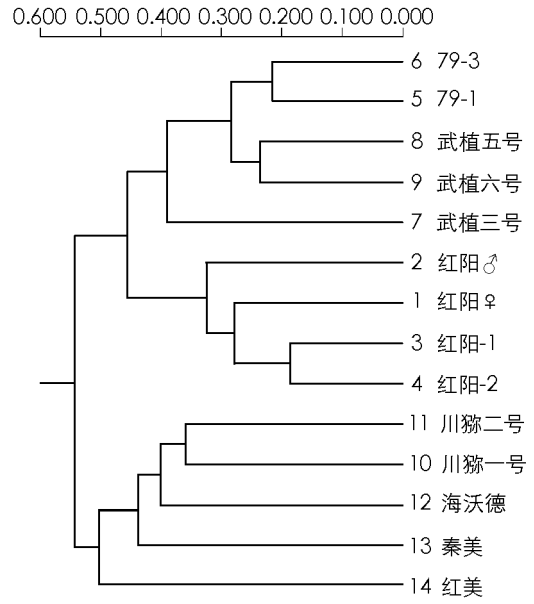 0.600 0.500 0.400 0.300 0.200 0.100 0.000
6 79-3
5 79-1
8 武植五号
9 武植六号
7 武植三号
2 红阳♂
1 红阳♀
3 红阳-1
4 红阳-2
11 川猕二号
10 川猕一号
12 海沃德
13 秦美
14 红美